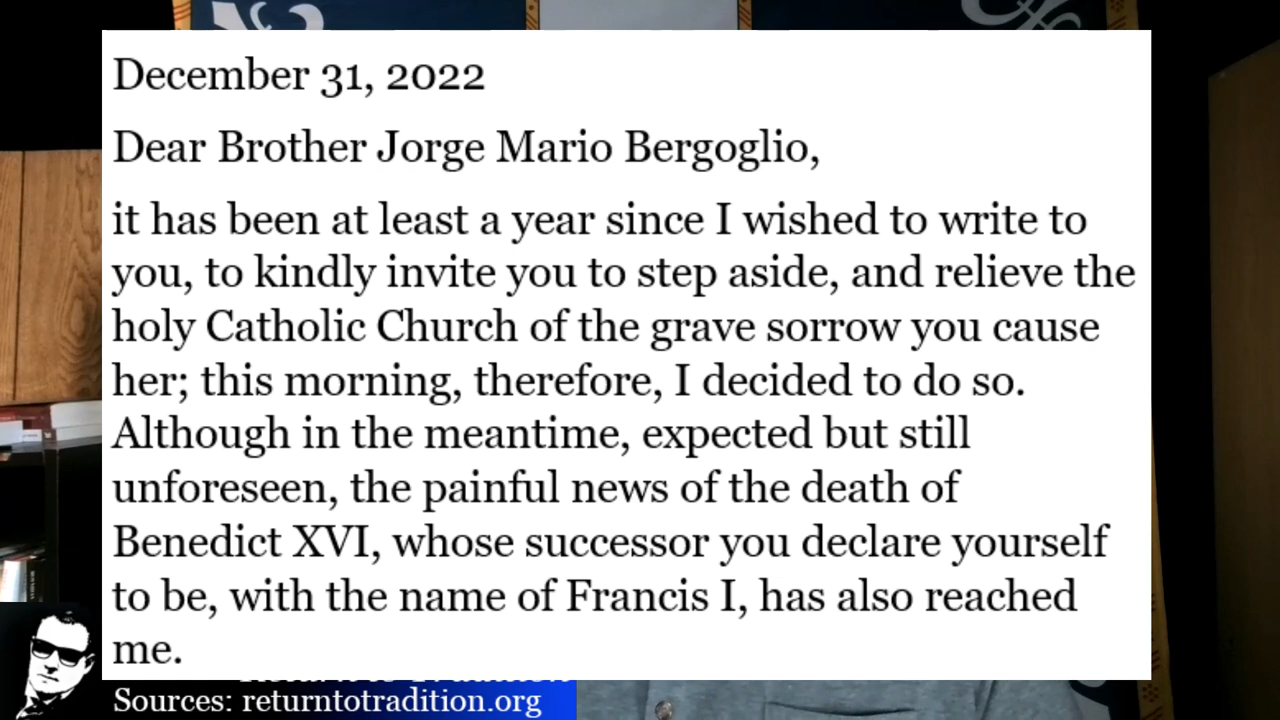 December 31, 2022
Dear Brother Jorge Mario Bergoglio,
it has been at least a year since I wished to write to
you, to kindly invite you to step aside, and relieve the
holy Catholic Church of the grave sorrow you cause
her; this morning, therefore, I decided to do so.
Although in the meantime, expected but still
unforeseen, the painful news of the death of
Benedict XVI, whose successor you declare yourself
to be, with the name of Francis I, has also reached
me.
Sources: returntotradition.org